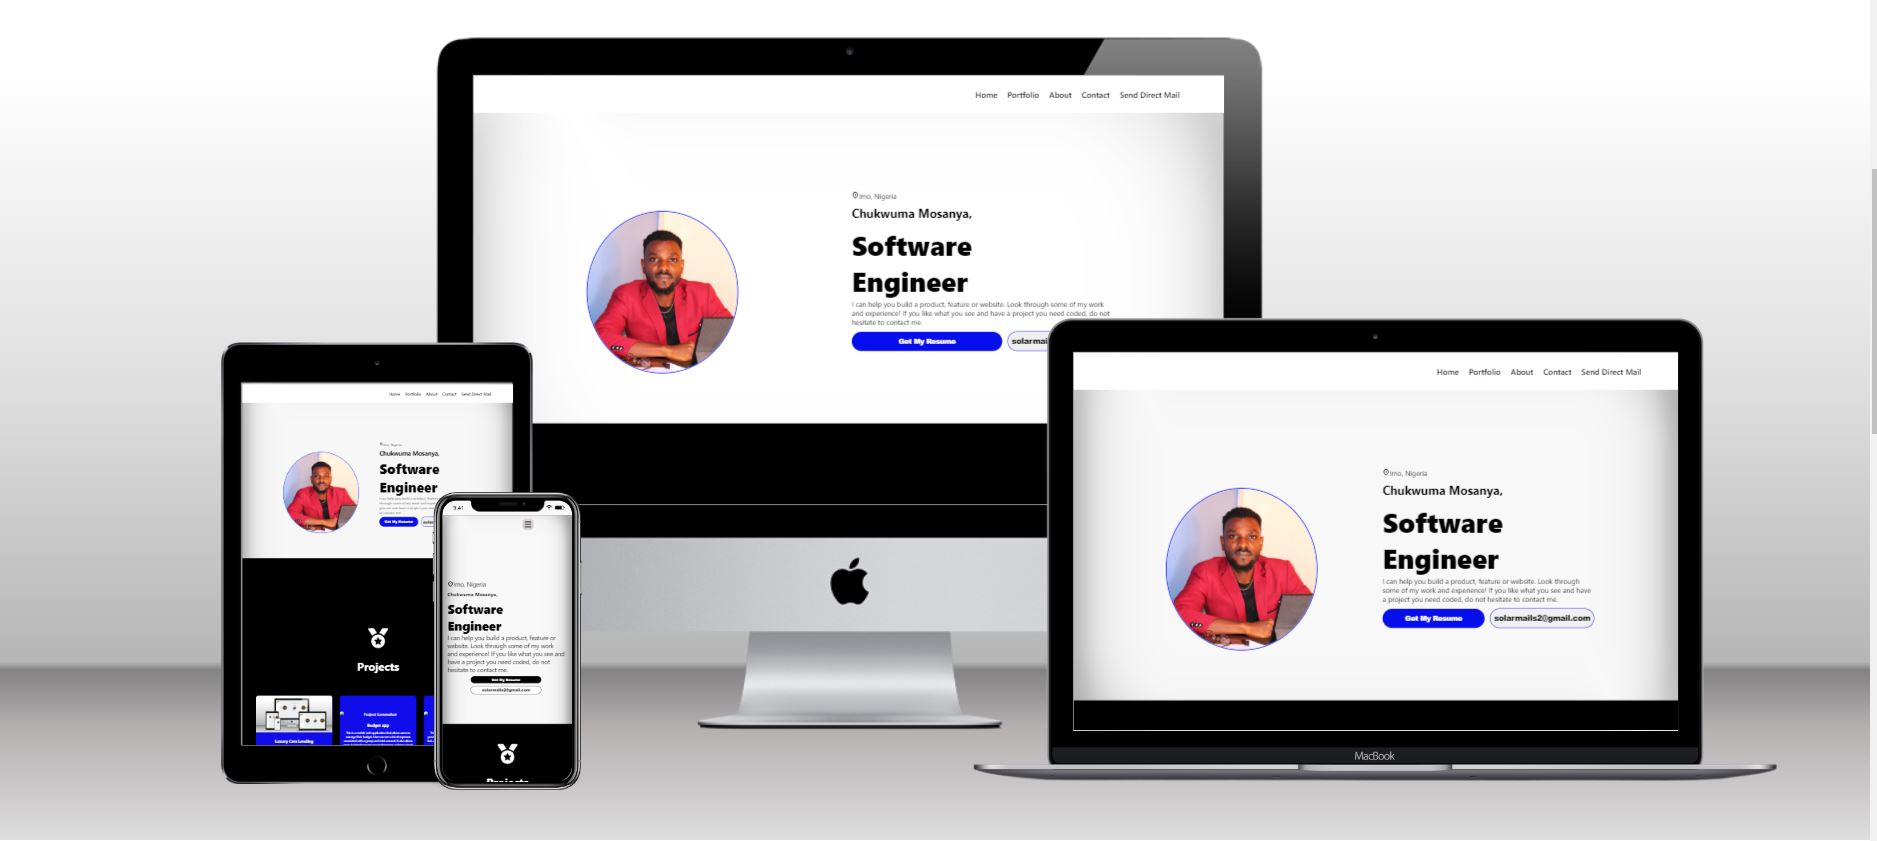 Home Portfolio About Contact Send Direct Mail
Imo, Nigeria
Chukwuma Mosanya,
Software
Engineer
I can help you build a product, feature or website. Look through some of my work
and experience! If you like what you see and have a project you need coded, do not
hesitate to contact me.
Get My Resume
solarmai
Home Portfolio About Contact Send Direct Mail
Imo, Nigeria
Chukwuma Mosanya,
Software
Engineer
Get My Resume
Projects
Project Screenshot
Budget app
Luxury Cars Landing
9:41
Imo, Nigeria
Chukwuma Mosanya,
Software
Engineer
I can help you build a product, feature or
website. Look through some of my work
and experience! If you like what you see and
have a project you need coded, do not
hesitate to contact me.
Get My Resume
solarmails2@gmail.com
Projects
Home Portfolio About Contact Send Direct Mail
Imo, Nigeria
Chukwuma Mosanya,
Software
Engineer
I can help you build a product, feature or website. Look through
some of my work and experience! If you like what you see and have
a project you need coded, do not hesitate to contact me.
Get My Resume
solarmails2@gmail.com
MacBook